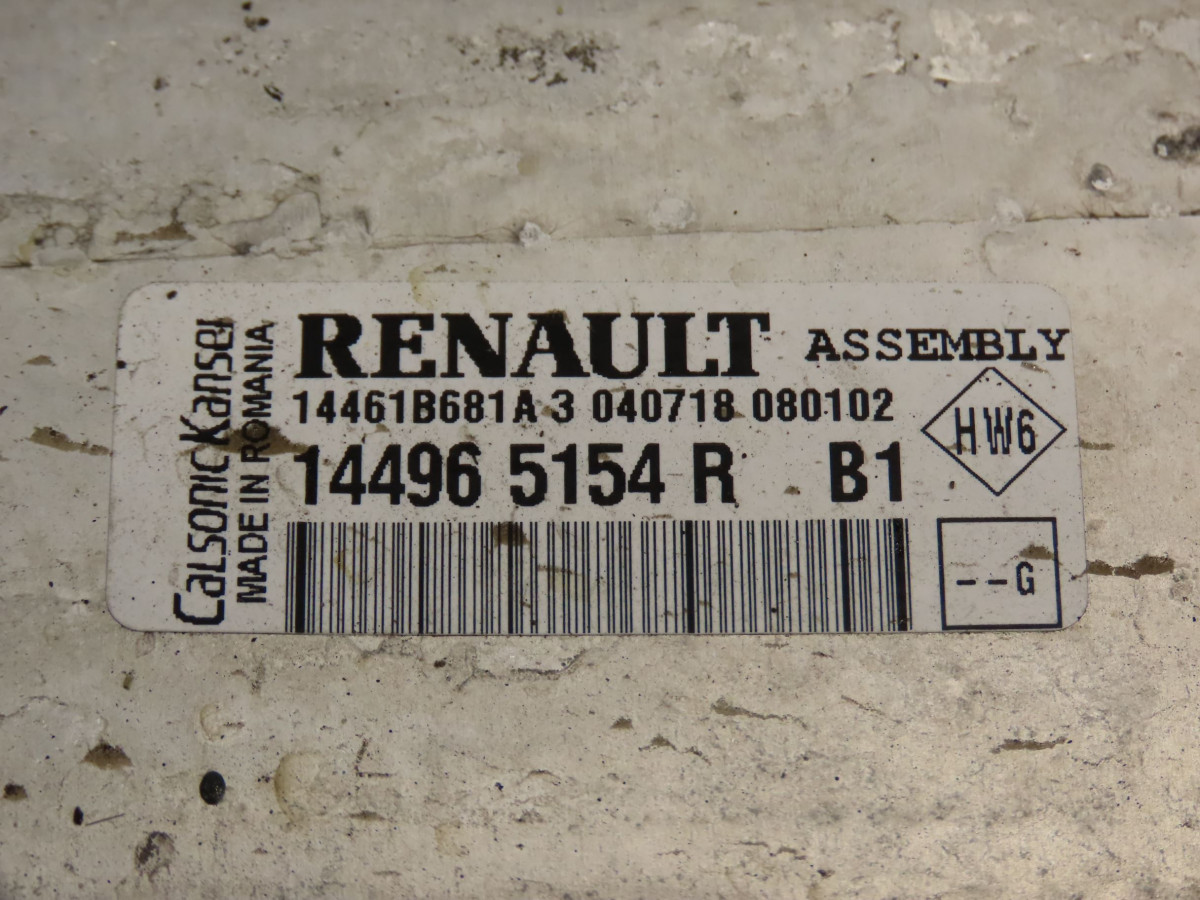 CalsonicKansei
MADE IN ROMANIA
RENAULT ASSEMBLY
14461B681A 3 040718 080102
14496 5154 R B1
HW6
--G